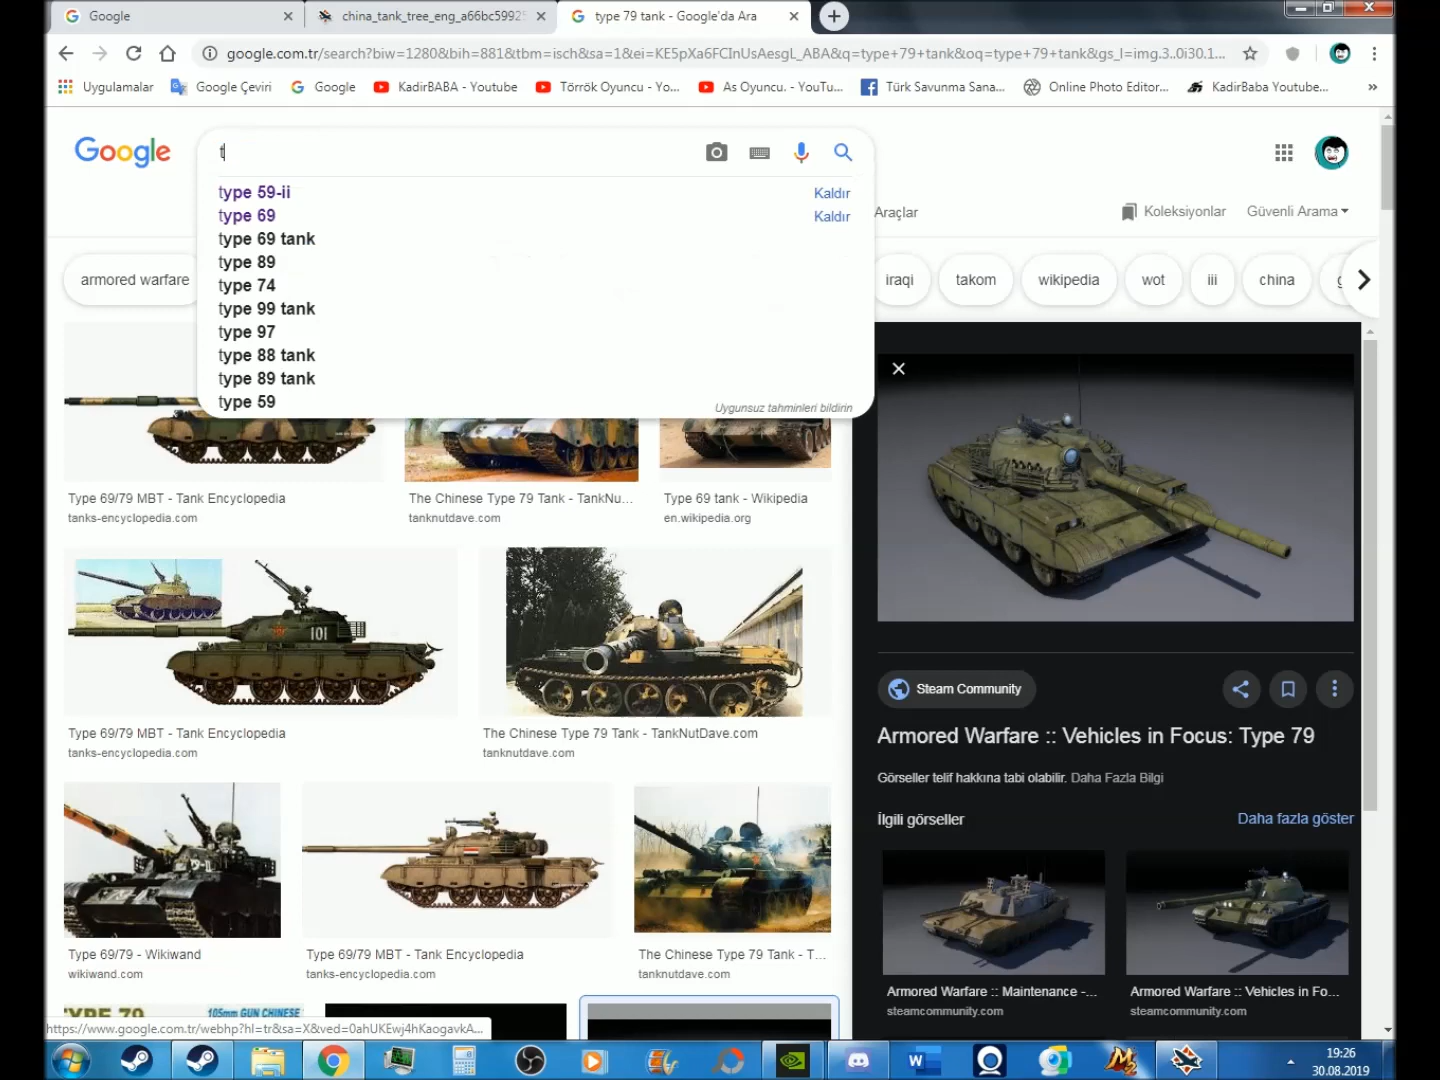 Google
china_tank_tree_eng_a66bc59925
type 79 tank - Google'da Ara
google.com.tr/search?biw=1280&bih=881&tbm=isch&sa=1&ei=KE5pXa6FCInUsAesgL_ABA&q=type+79+tank&oq=type+79+tank&gs_l=img.3..0i30.1...
Uygulamalar
Google Çeviri
Google
KadirBABA - Youtube
Törrök Oyuncu - Yo...
As Oyuncu. - YouTu...
Türk Savunma Sana...
Online Photo Editor...
KadirBaba Youtube...
»
Google
t
type 59-ii Kaldır
type 69 Kaldır
type 69 tank
type 89
type 74
type 99 tank
type 97
type 88 tank
type 89 tank
type 59
Uygunsuz tahminleri bildirin
Araçlar
Koleksiyonlar
Güvenli Arama
armored warfare
iraqi
takom
wikipedia
wot
iii
china
Type 69/79 MBT - Tank Encyclopedia
tanks-encyclopedia.com
The Chinese Type 79 Tank - TankNu...
tanknutdave.com
Type 69 tank - Wikipedia
en.wikipedia.org
101
Type 69/79 MBT - Tank Encyclopedia
tanks-encyclopedia.com
The Chinese Type 79 Tank - TankNutDave.com
tanknutdave.com
Type 69/79 - Wikiwand
wikiwand.com
Type 69/79 MBT - Tank Encyclopedia
tanks-encyclopedia.com
The Chinese Type 79 Tank - T...
tanknutdave.com
TYPE 79
105mm GUN CHINESE
Steam Community
Armored Warfare :: Vehicles in Focus: Type 79
Görseller telif hakkına tabi olabilir. Daha Fazla Bilgi
İlgili görseller
Daha fazla göster
Armored Warfare :: Maintenance -...
steamcommunity.com
Armored Warfare :: Vehicles in Fo...
steamcommunity.com
https://www.google.com.tr/webhp?hl=tr&sa=X&ved=0ahUKEwj4hKaogavkA...
19:26
30.08.2019